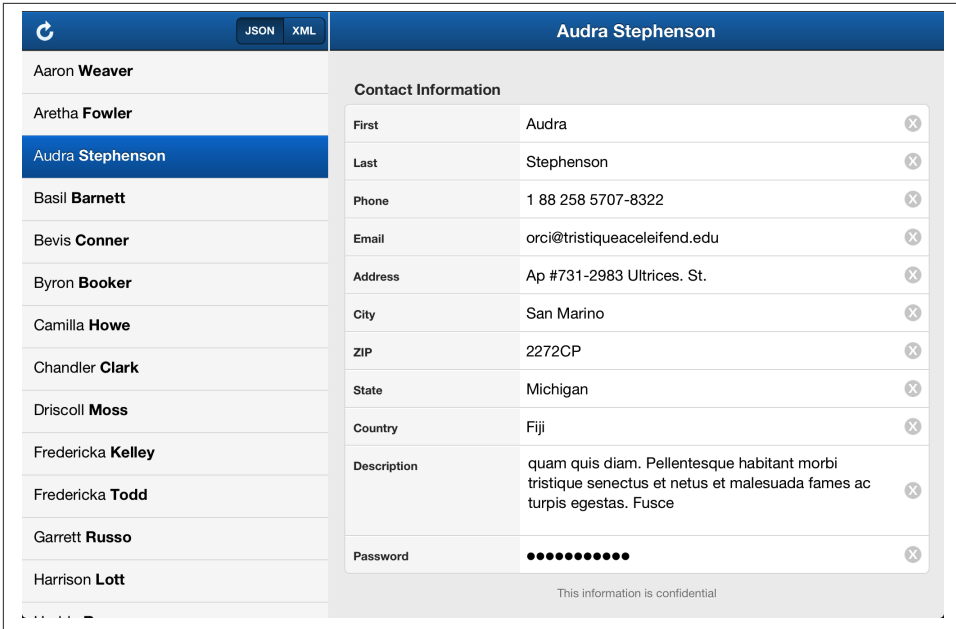 JSON XML
Audra Stephenson
Aaron Weaver
Aretha Fowler
Audra Stephenson
Basil Barnett
Bevis Conner
Byron Booker
Camilla Howe
Chandler Clark
Driscoll Moss
Fredericka Kelley
Fredericka Todd
Garrett Russo
Harrison Lott
Contact Information
First Audra
Last Stephenson
Phone 1 88 258 5707-8322
Email orci@tristiqueaceleifend.edu
Address Ap #731-2983 Ultrices. St.
City San Marino
ZIP 2272CP
State Michigan
Country Fiji
Description quam quis diam. Pellentesque habitant morbi
tristique senectus et netus et malesuada fames ac
turpis egestas. Fusce
Password ●●●●●●●●●●●
This information is confidential